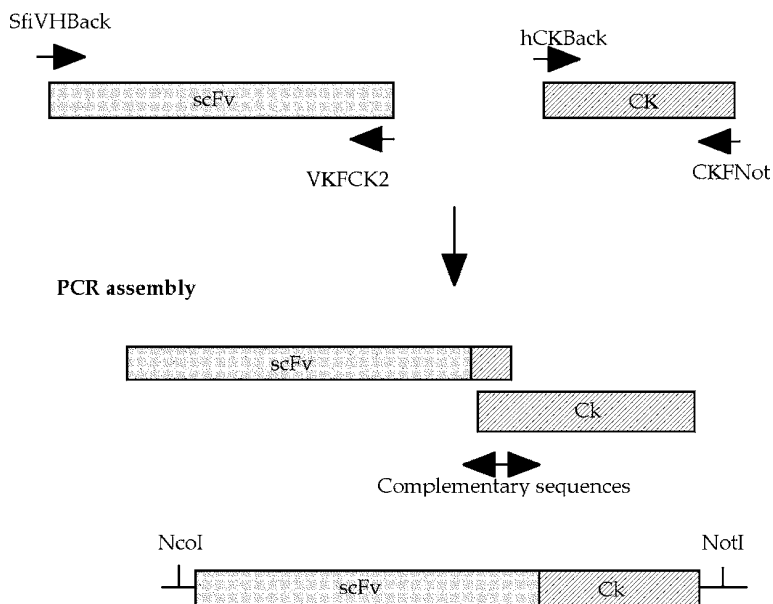 SfiVHBack
hCKBack
scFv
CK
VKFCK2
CKFNot
PCR assembly
scFv
Ck
Complementary sequences
NcoI
NotI
scFv
Ck